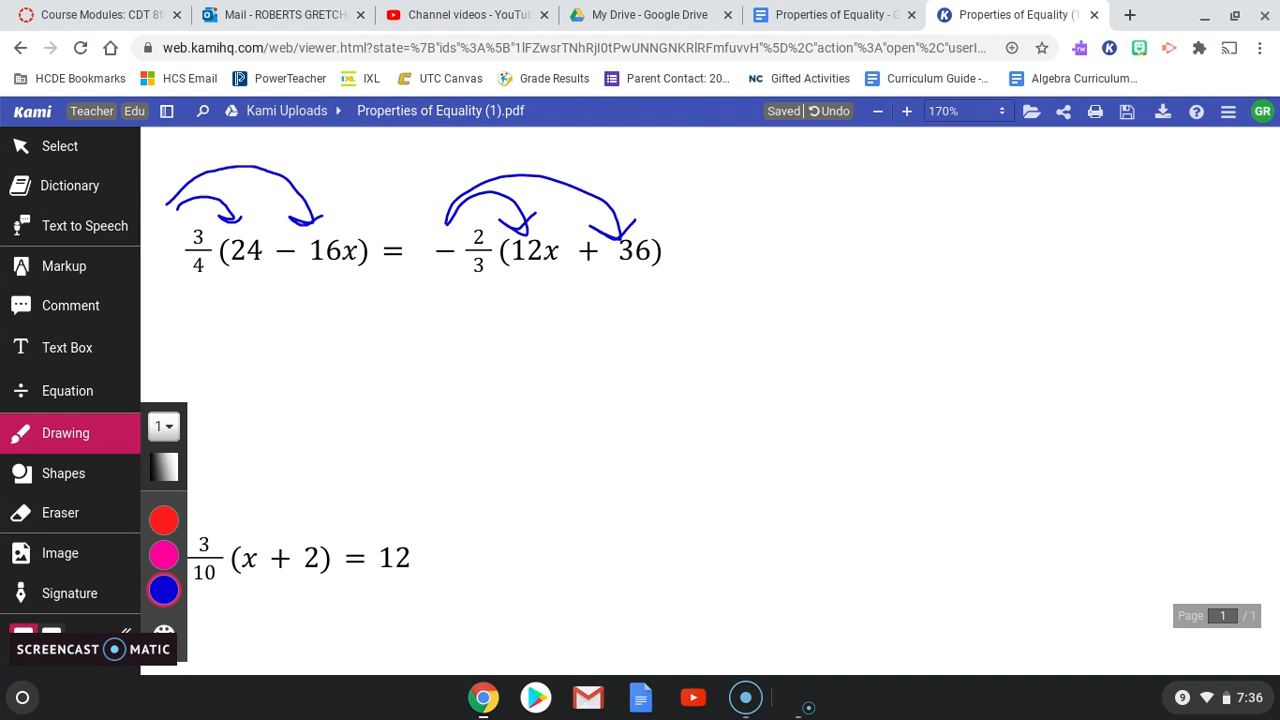 Course Modules: CDT 8th
Mail - ROBERTS GRETCH
Channel videos - YouTu
My Drive - Google Drive
Properties of Equality - G
Properties of Equality (1
web.kamihq.com/web/viewer.html?state=%7B"ids"%3A%5B"1lFZwsrTNhRjI0tPwUNNGNKRlRFmfuvvH"%5D%2C"action"%3A"open"%2C"userI...
HCDE Bookmarks
HCS Email
PowerTeacher
IXL
UTC Canvas
Grade Results
Parent Contact: 20...
NC Gifted Activities
Curriculum Guide -...
Algebra Curriculum...
Kami Teacher Edu
Kami Uploads
Properties of Equality (1).pdf
Saved Undo
170%
GR
Select
Dictionary
Text to Speech
Markup
Comment
Text Box
Equation
Drawing
Shapes
Eraser
Image
Signature
1
3/4 (24 − 16x) = − 2/3 (12x + 36)
3/10 (x + 2) = 12
Page 1 / 1
SCREENCAST MATIC
9 7:36